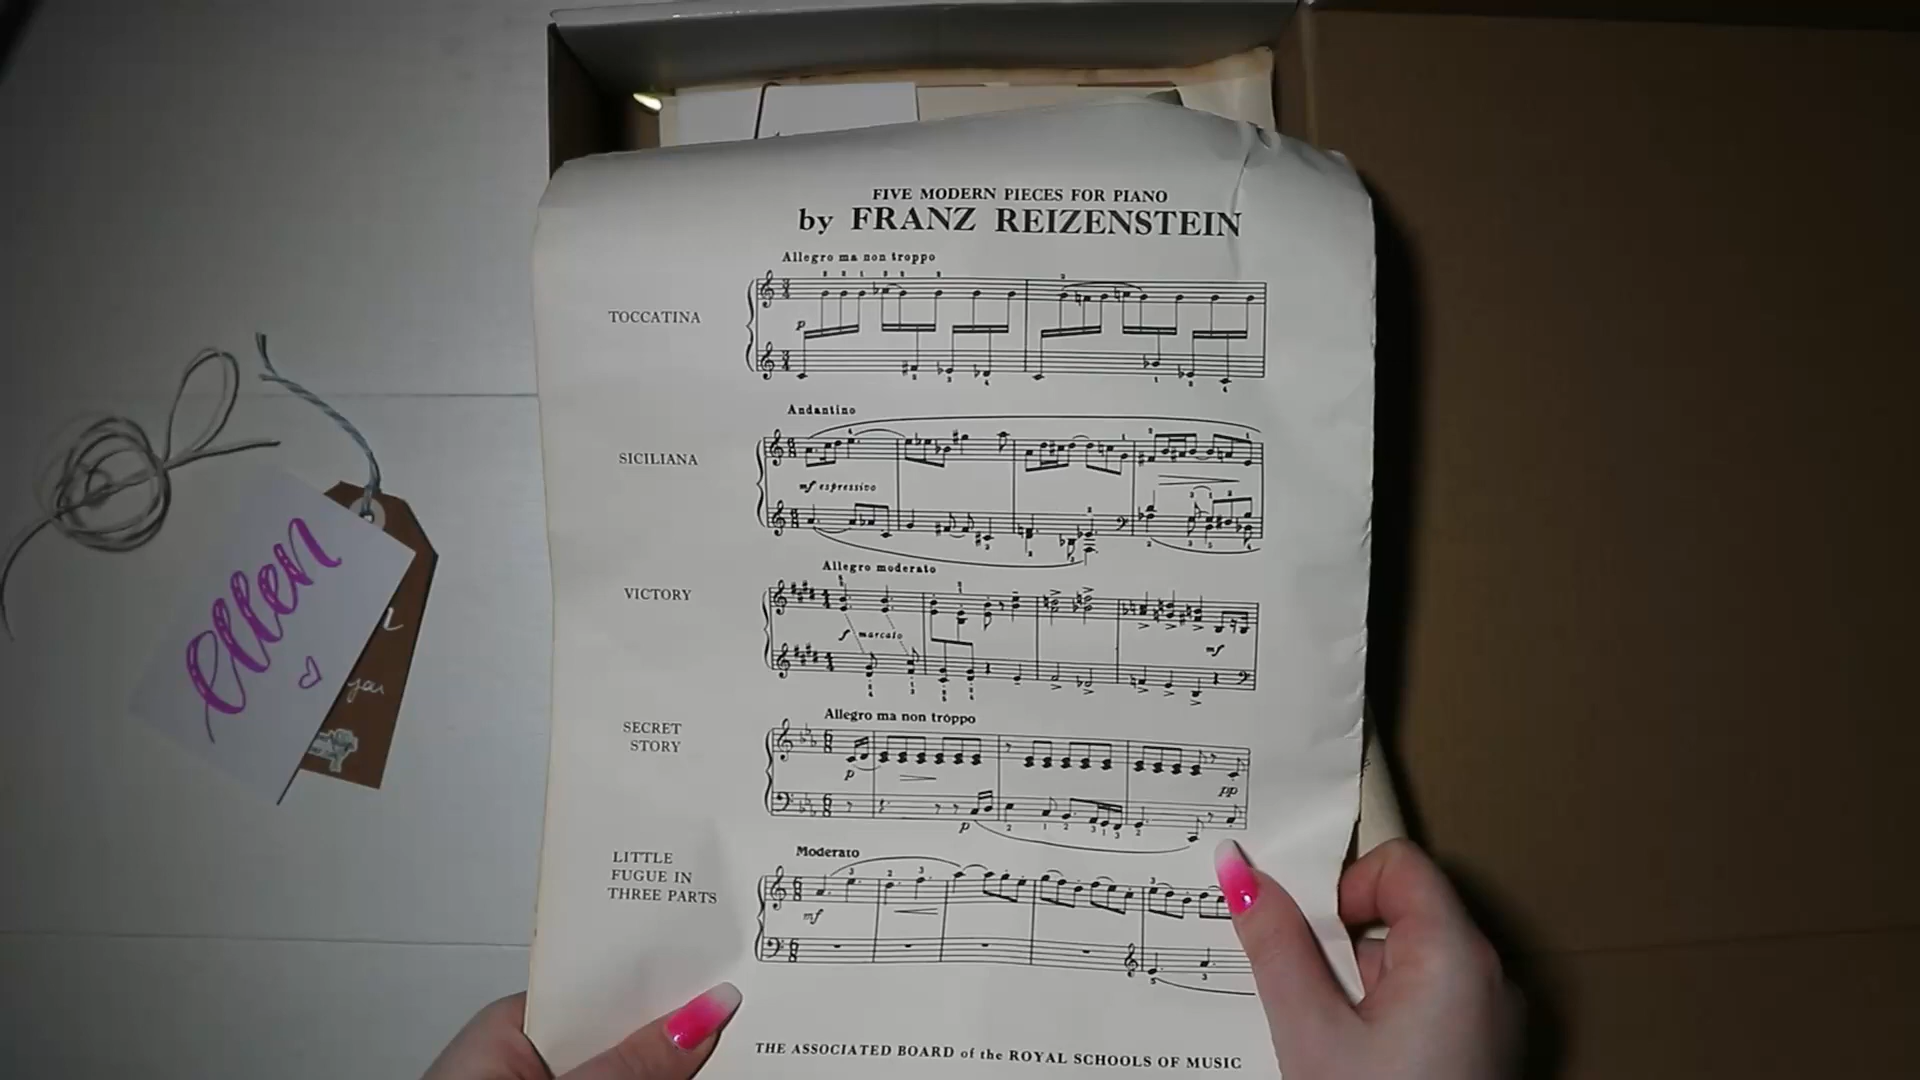 FIVE MODERN PIECES FOR PIANO
by FRANZ REIZENSTEIN
Allegro ma non troppo
TOCCATINA
p
Andantino
SICILIANA
mf espressivo
Allegro moderato
VICTORY
f marcato
mf
Allegro ma non troppo
SECRET
STORY
p
pp
p
Moderato
LITTLE
FUGUE IN
THREE PARTS
mf
THE ASSOCIATED BOARD of the ROYAL SCHOOLS OF MUSIC
ellen
you